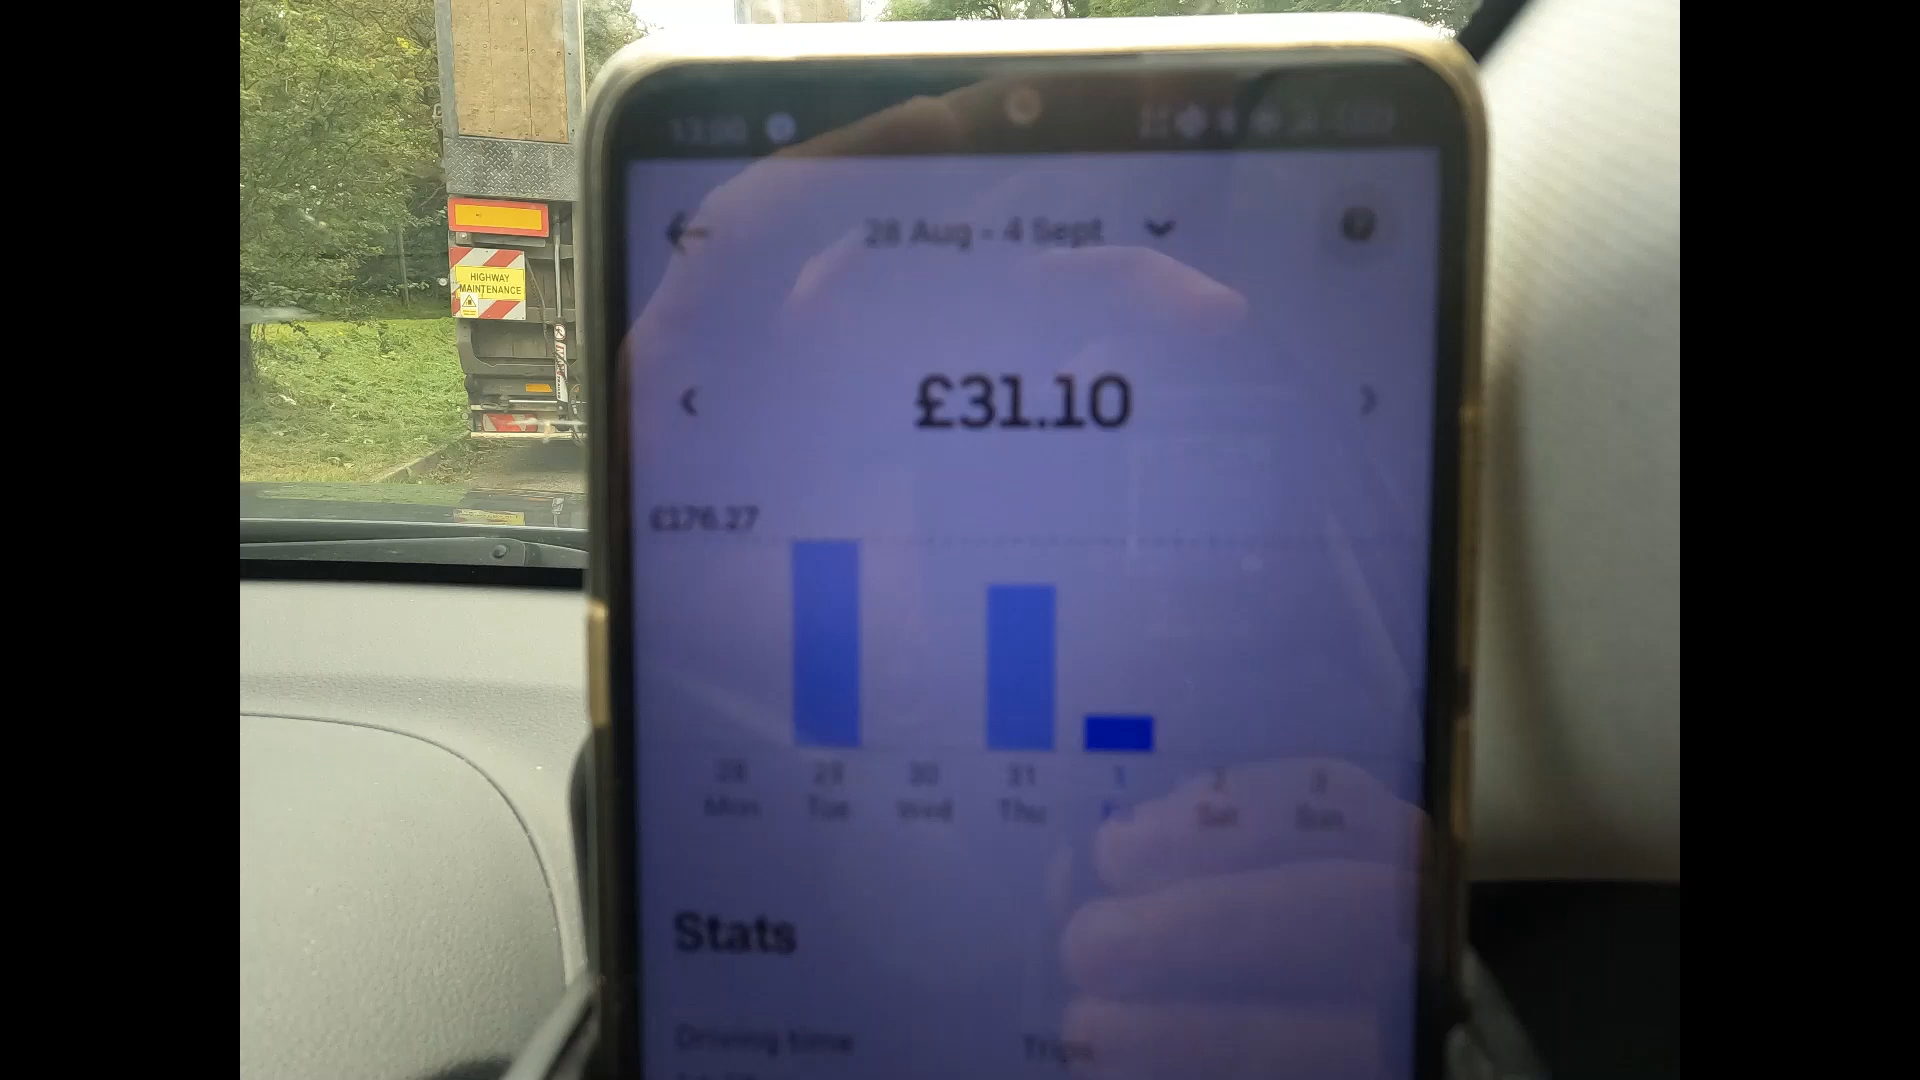 HIGHWAY
MAINTENANCE
28 Aug - 4 Sept
£31.10
£176.27
28 29 30 31 1 2 3
Mon Tue Wed Thu Sat Sun
Stats
Driving time Trips